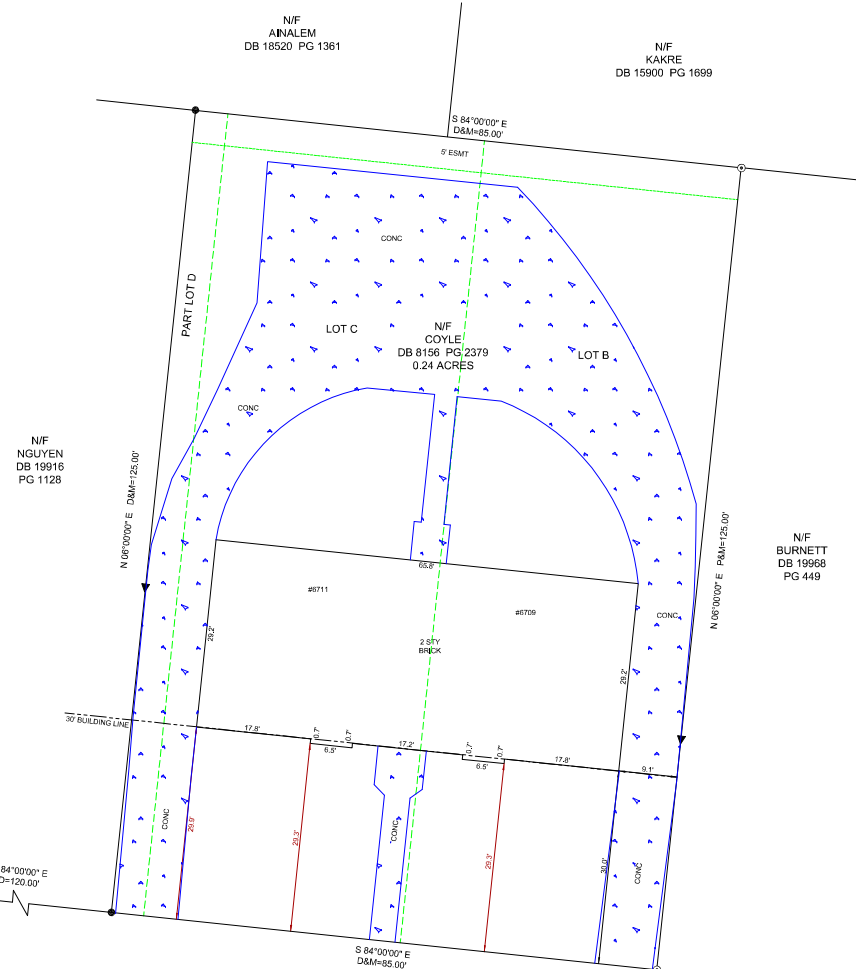 N/F
AINALEM
DB 18520 PG 1361
N/F
KAKRE
DB 15900 PG 1699
S 84°00'00" E
D&M=85.00'
5' ESMT
CONC
PART LOT D
LOT C
N/F
COYLE
DB 8156 PG 2379
0.24 ACRES
LOT B
CONC
N/F
NGUYEN
DB 19916
PG 1128
N 06°00'00" E D&M=125.00'
N 06°00'00" E P&M=125.00'
N/F
BURNETT
DB 19968
PG 449
65.8'
#6711
#6709
CONC
2 STY
BRICK
29.2'
29.2'
30' BUILDING LINE
17.8'
0.7'
0.7'
6.5'
17.2'
0.7'
0.7'
6.5'
17.8'
9.1'
CONC
29.9'
29.3'
CONC
29.3'
30.0'
CONC
84°00'00" E
D=120.00'
S 84°00'00" E
D&M=85.00'